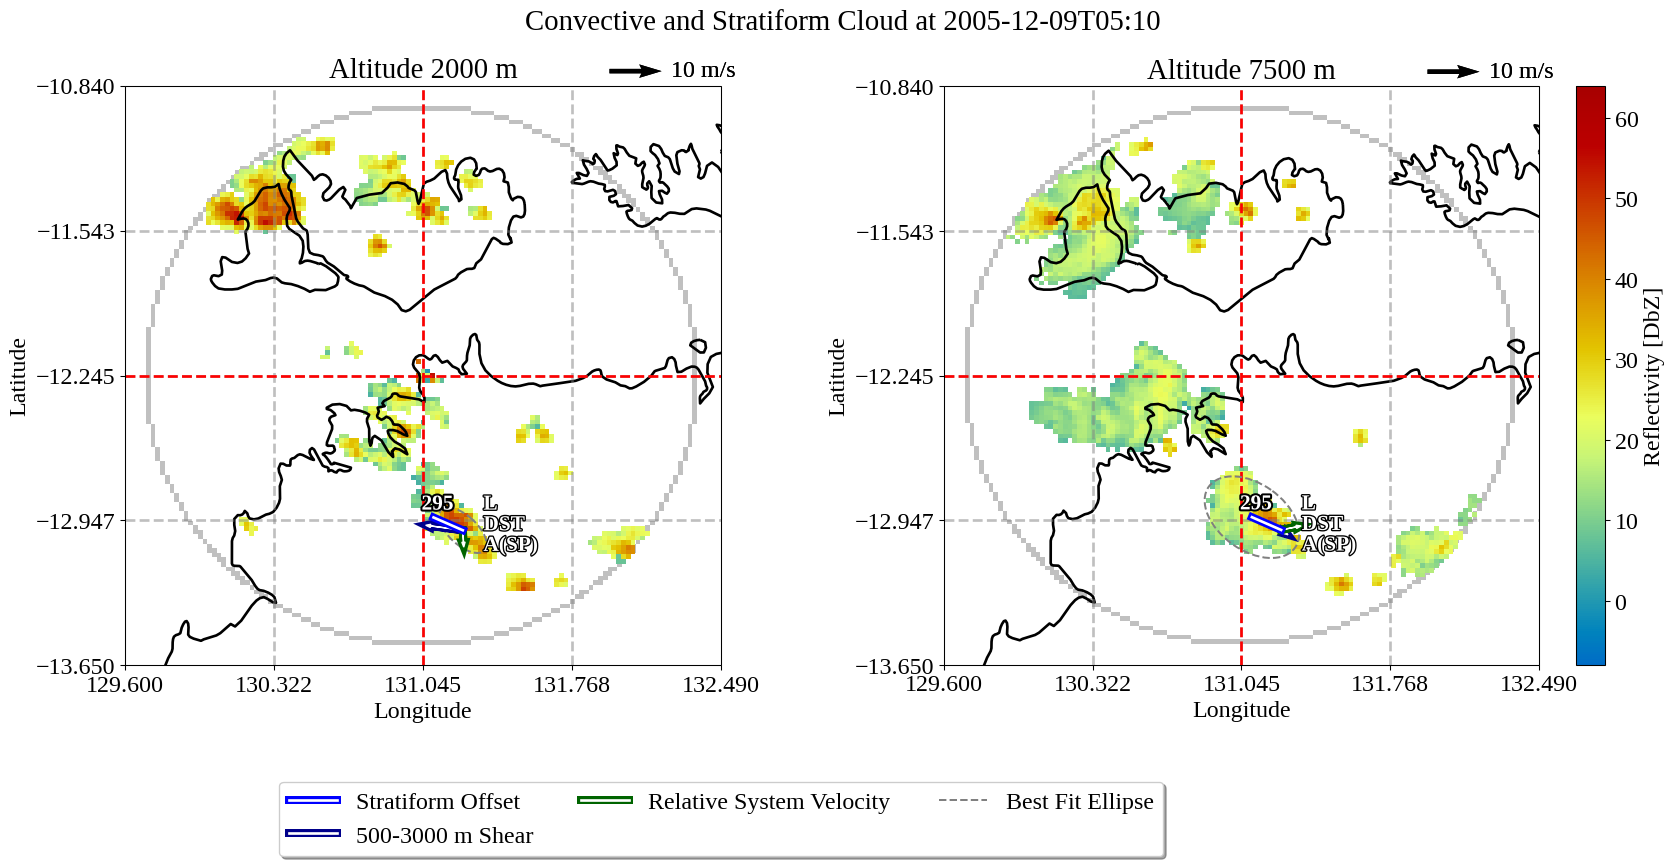 Convective and Stratiform Cloud at 2005-12-09T05:10
Altitude 2000 m
10 m/s
Altitude 7500 m
10 m/s
−10.840
−11.543
−12.245
−12.947
−13.650
Latitude
129.600
130.322
131.045
131.768
132.490
Longitude
295
L
DST
A(SP)
−10.840
−11.543
−12.245
−12.947
−13.650
Latitude
129.600
130.322
131.045
131.768
132.490
Longitude
295
L
DST
A(SP)
60
50
40
30
20
10
0
Reflectivity [DbZ]
Stratiform Offset
Relative System Velocity
Best Fit Ellipse
500-3000 m Shear